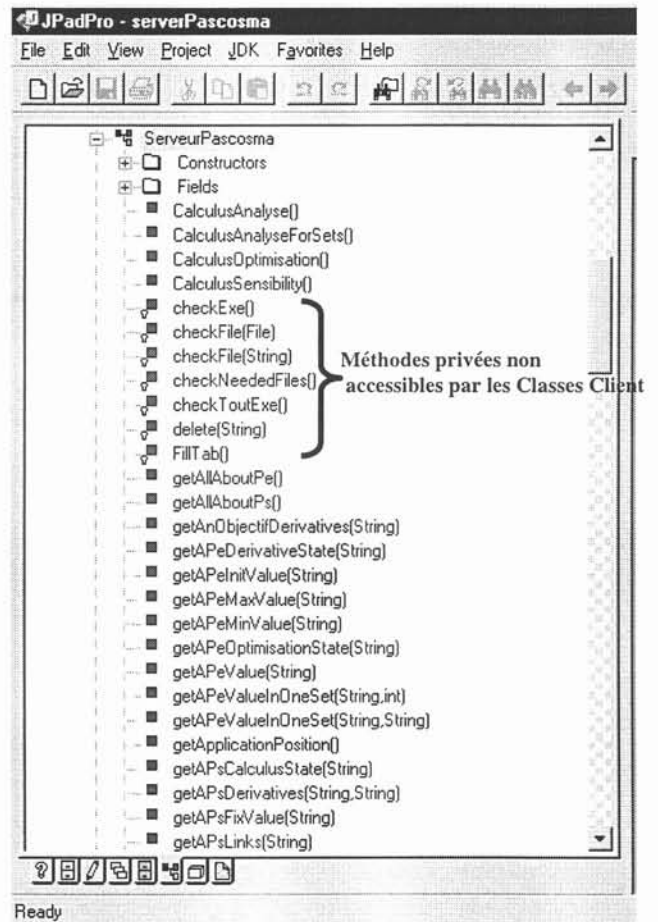 JPadPro - serverPascosma
File Edit View Project JDK Favorites Help
ServeurPascosma
Constructors
Fields
CalculusAnalyse()
CalculusAnalyseForSets()
CalculusOptimisation()
CalculusSensibility()
checkExe()
checkFile(File)
checkFile(String)
Méthodes privées non
checkNeededFiles()
accessibles par les Classes Client
checkToutExe()
delete(String)
FillTab()
getAllAboutPe()
getAllAboutPs()
getAnObjectifDerivatives(String)
getAPeDerivativeState(String)
getAPeInitValue(String)
getAPeMaxValue(String)
getAPeMinValue(String)
getAPeOptimisationState(String)
getAPeValue(String)
getAPeValueInOneSet(String,int)
getAPeValueInOneSet(String,String)
getApplicationPosition()
getAPsCalculusState(String)
getAPsDerivatives(String,String)
getAPsFixValue(String)
getAPsLinks(String)
Ready